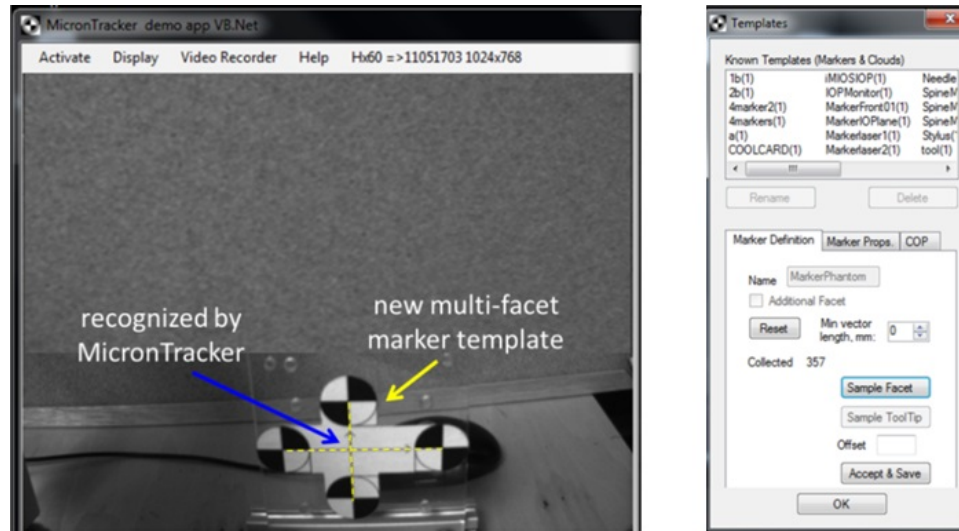 MicronTracker demo app VB.Net
Activate Display Video Recorder Help Hx60 =>11051703 1024x768
recognized by
MicronTracker
new multi-facet
marker template
Templates
Known Templates (Markers & Clouds)
1b(1) iMIOSIOP(1) Needle
2b(1) IOPMonitor(1) SpineM
4marker2(1) MarkerFront01(1) SpineM
4markers(1) MarkerIOPlane(1) SpineM
a(1) Markerlaser1(1) Stylus(
COOLCARD(1) Markerlaser2(1) tool(1)
Rename Delete
Marker Definition Marker Props. COP
Name MarkerPhantom
Additional Facet
Reset Min vector length, mm: 0
Collected 357
Sample Facet
Sample ToolTip
Offset
Accept & Save
OK